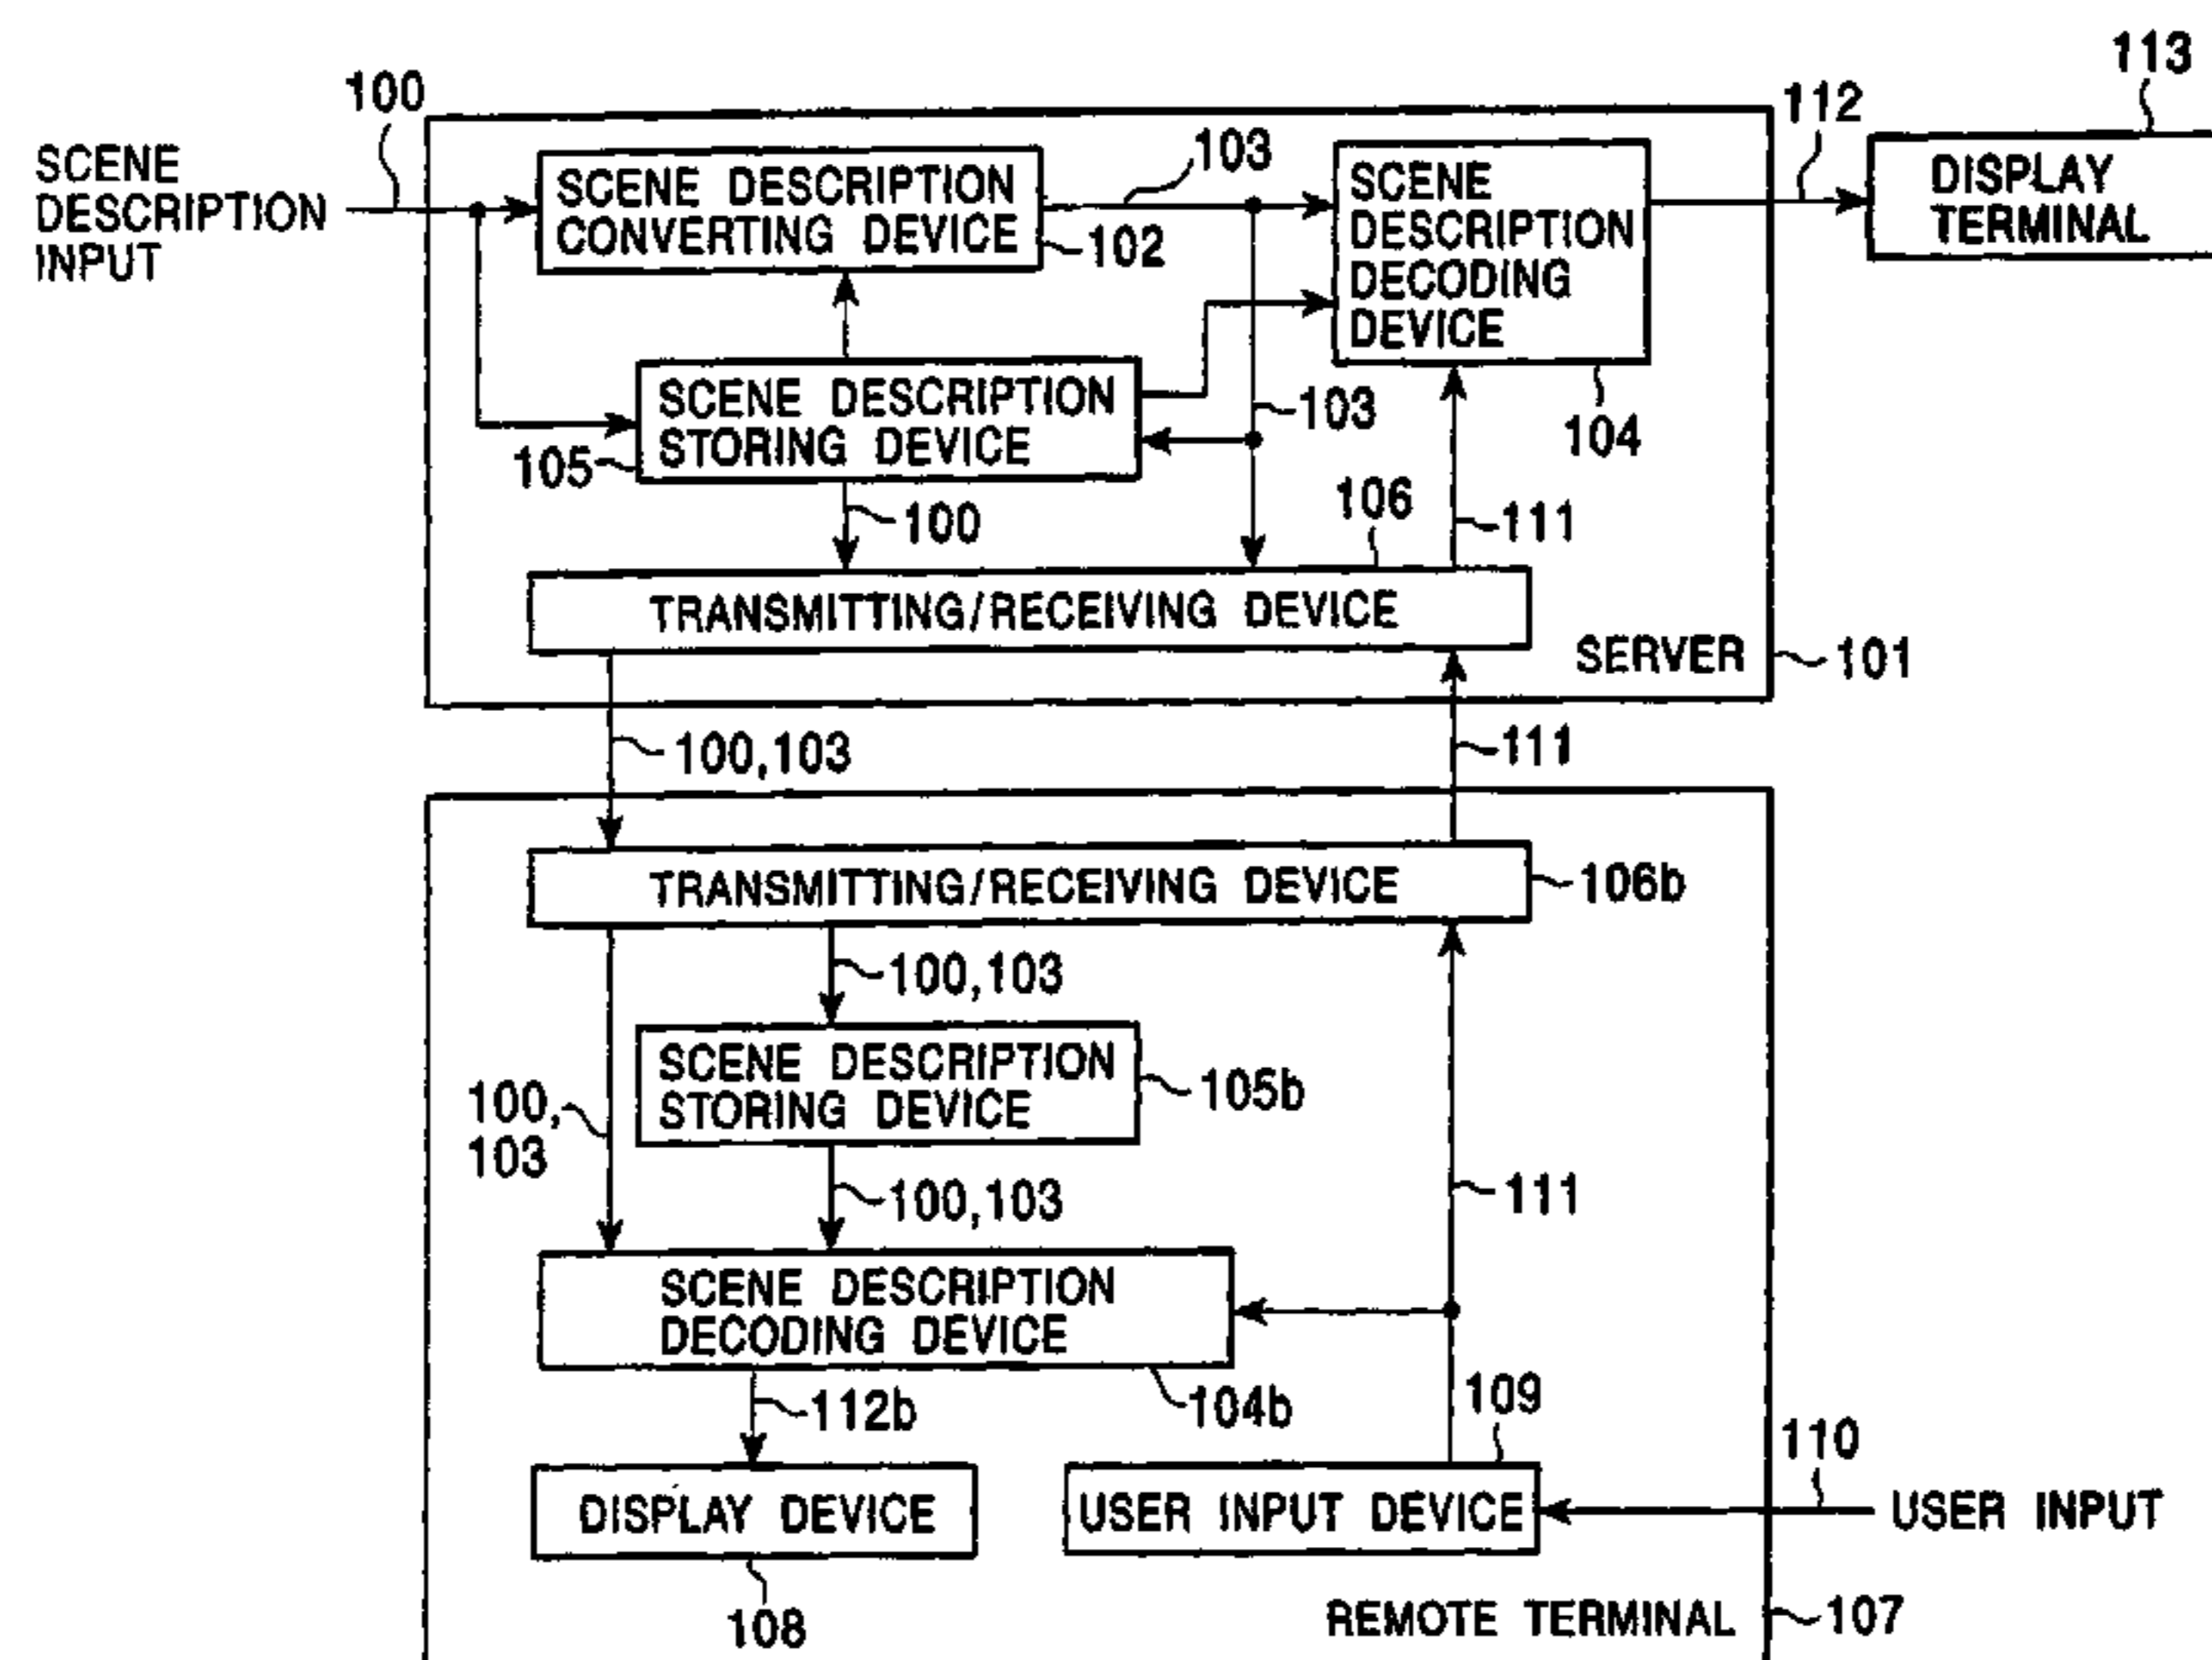 113
100
112
SCENE
DESCRIPTION
INPUT
SCENE DESCRIPTION
CONVERTING DEVICE
103
102
SCENE
DESCRIPTION
DECODING
DEVICE
DISPLAY
TERMINAL
SCENE DESCRIPTION
STORING DEVICE
105
103
104
100
106
111
TRANSMITTING/RECEIVING DEVICE
SERVER
101
100,103
111
TRANSMITTING/RECEIVING DEVICE
106b
100,103
SCENE DESCRIPTION
STORING DEVICE
105b
100,
103
100,103
111
SCENE DESCRIPTION
DECODING DEVICE
112b
104b
109
110
DISPLAY DEVICE
USER INPUT DEVICE
USER INPUT
108
REMOTE TERMINAL
107